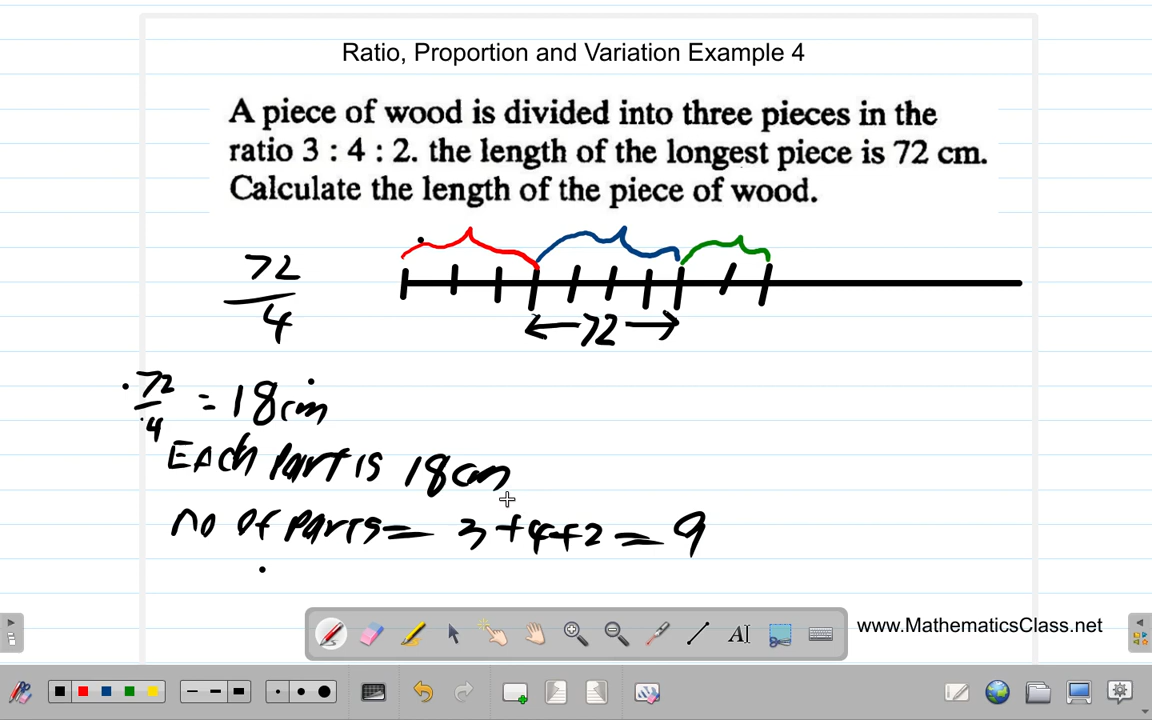 Ratio, Proportion and Variation Example 4
A piece of wood is divided into three pieces in the
ratio 3 : 4 : 2. the length of the longest piece is 72 cm.
Calculate the length of the piece of wood.
72
4
72
72
4
= 18cm
Each part is 18cm
no of parts = 3+4+2 = 9
www.MathematicsClass.net